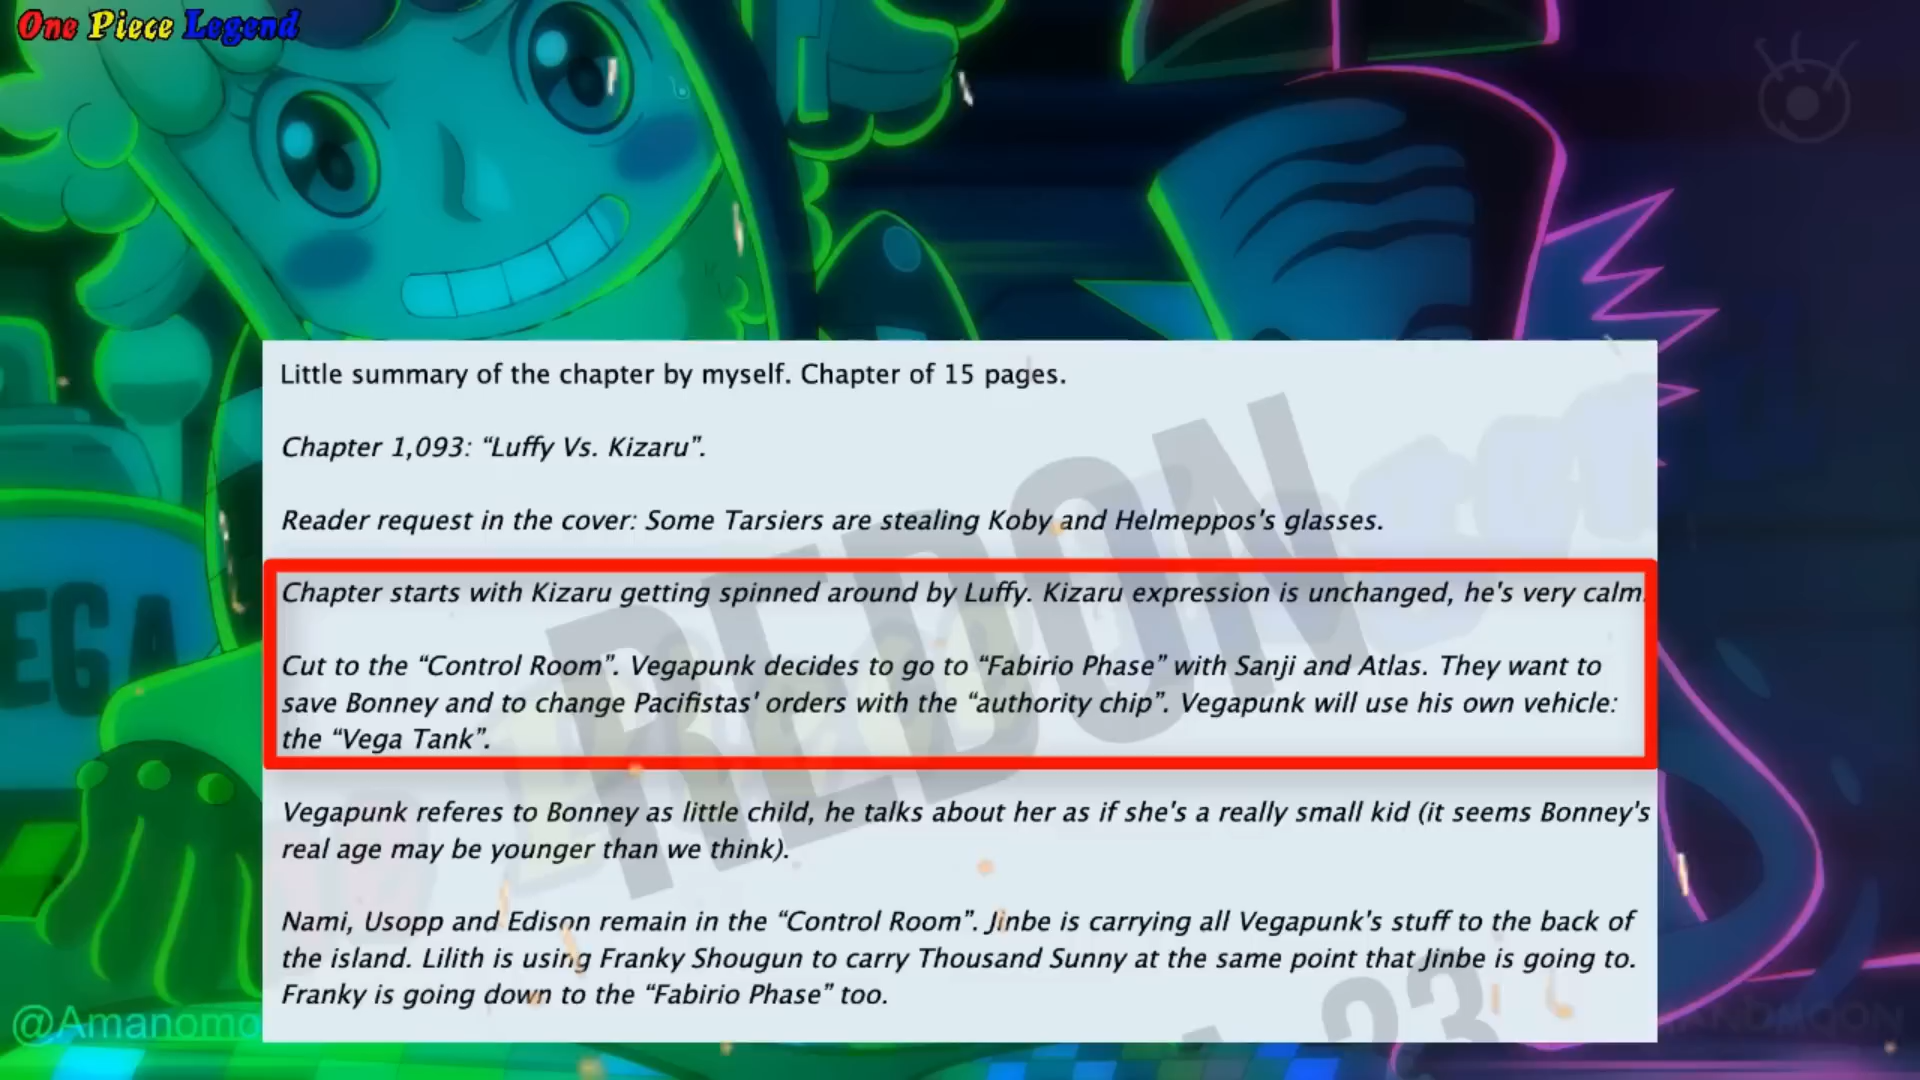 One Piece Legend
Little summary of the chapter by myself. Chapter of 15 pages.
Chapter 1,093: “Luffy Vs. Kizaru”.
Reader request in the cover: Some Tarsiers are stealing Koby and Helmeppos's glasses.
Chapter starts with Kizaru getting spinned around by Luffy. Kizaru expression is unchanged, he's very calm.
Cut to the “Control Room”. Vegapunk decides to go to “Fabirio Phase” with Sanji and Atlas. They want to
save Bonney and to change Pacifistas' orders with the “authority chip”. Vegapunk will use his own vehicle:
the “Vega Tank”.
Vegapunk referes to Bonney as little child, he talks about her as if she's a really small kid (it seems Bonney's
real age may be younger than we think).
Nami, Usopp and Edison remain in the “Control Room”. Jinbe is carrying all Vegapunk's stuff to the back of
the island. Lilith is using Franky Shougun to carry Thousand Sunny at the same point that Jinbe is going to.
Franky is going down to the “Fabirio Phase” too.
REDON
EGA
@Amanomo